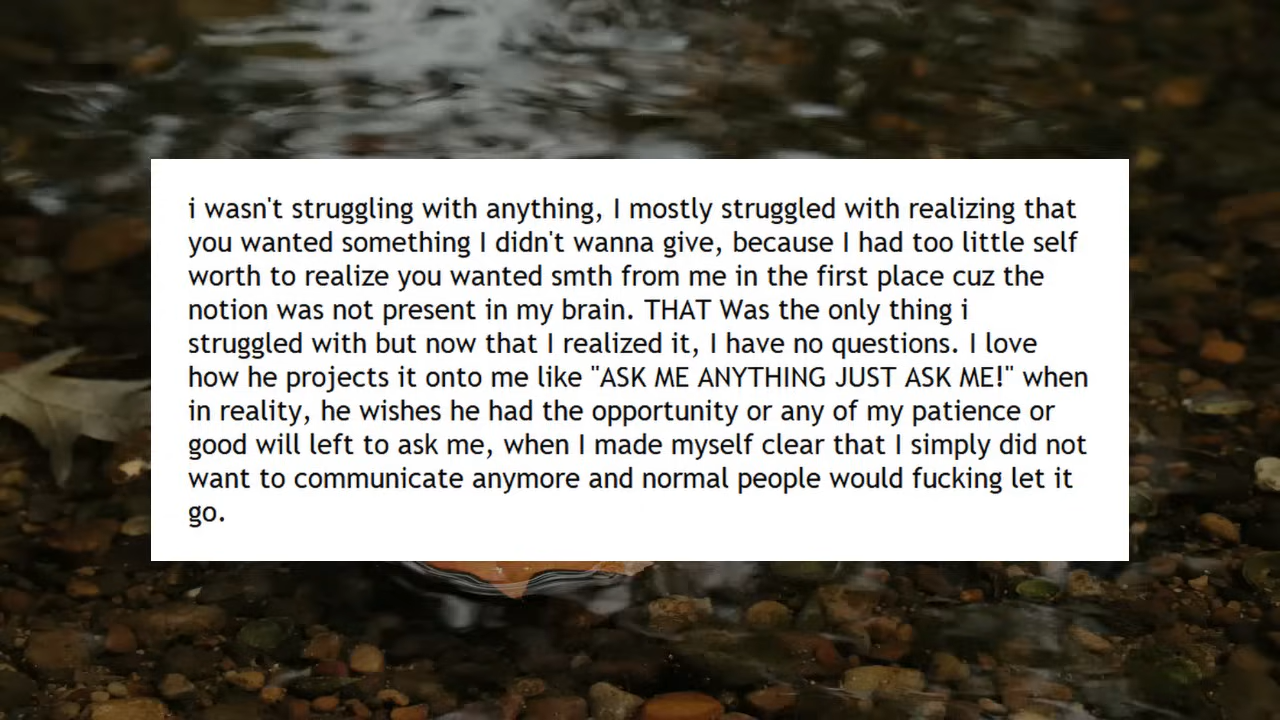 i wasn't struggling with anything, I mostly struggled with realizing that
you wanted something I didn't wanna give, because I had too little self
worth to realize you wanted smth from me in the first place cuz the
notion was not present in my brain. THAT Was the only thing i
struggled with but now that I realized it, I have no questions. I love
how he projects it onto me like "ASK ME ANYTHING JUST ASK ME!" when
in reality, he wishes he had the opportunity or any of my patience or
good will left to ask me, when I made myself clear that I simply did not
want to communicate anymore and normal people would fucking let it
go.